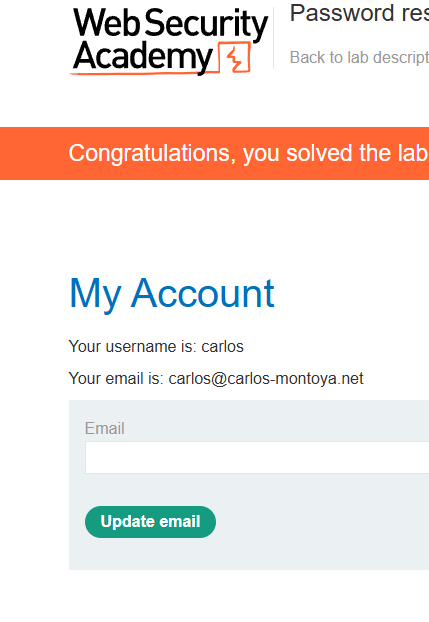 Web Security
Academy
Password res
Back to lab descript
Congratulations, you solved the lab
My Account
Your username is: carlos
Your email is: carlos@carlos-montoya.net
Email
Update email